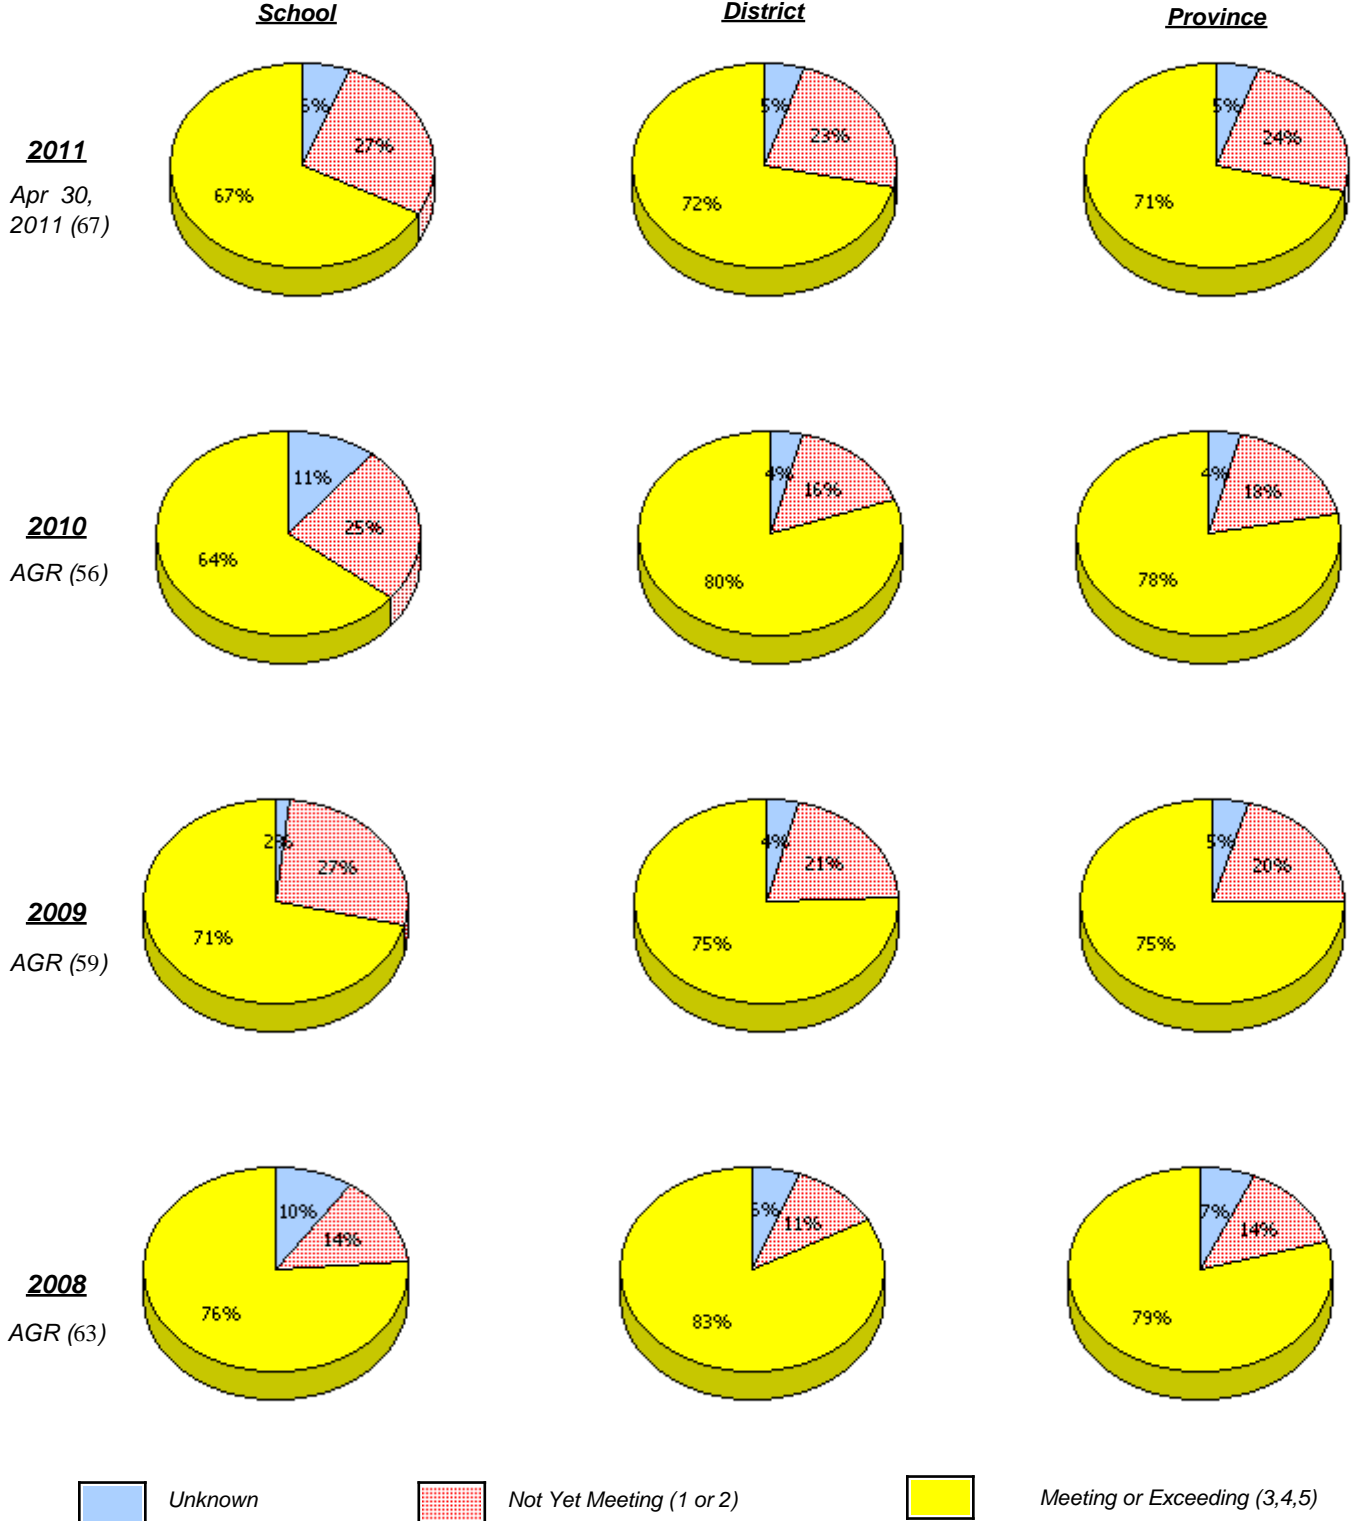 School District Province
6% 5% 5%
27% 23% 24%
2011
Apr 30,
2011 (67)
67% 72% 71%
11% 4% 4%
25% 16% 18%
2010
AGR (56)
64% 80% 78%
2% 4% 5%
27% 21% 20%
2009
AGR (59)
71% 75% 75%
10% 6% 7%
14% 11% 14%
2008
AGR (63)
76% 83% 79%
Unknown Not Yet Meeting (1 or 2) Meeting or Exceeding (3,4,5)